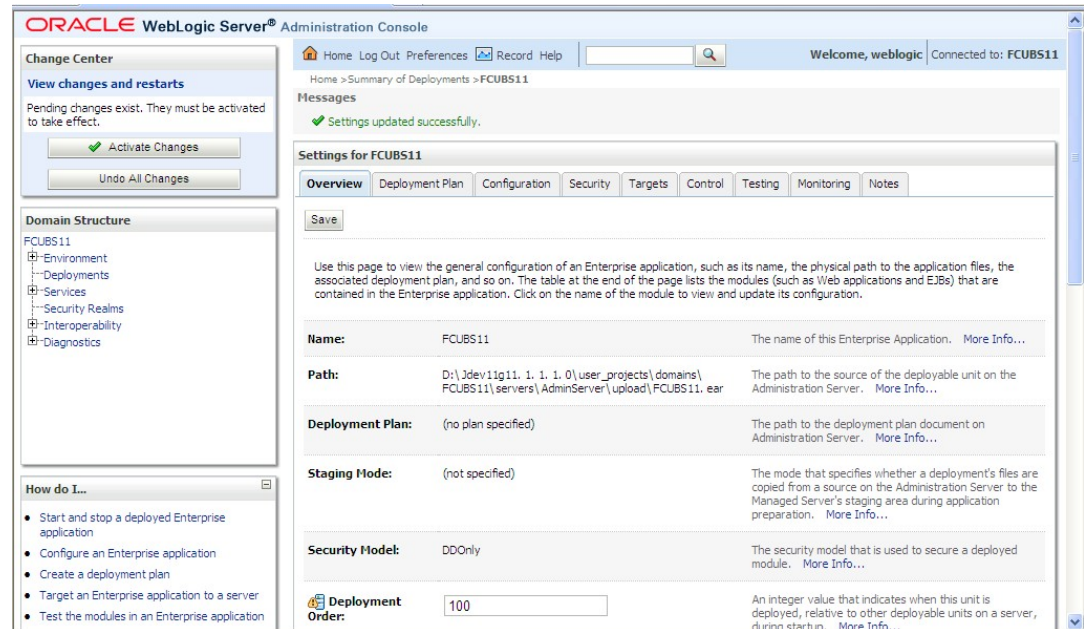 ORACLE WebLogic Server® Administration Console
Change Center
View changes and restarts
Pending changes exist. They must be activated
to take effect.
Activate Changes
Undo All Changes
Domain Structure
FCUBS11
Environment
Deployments
Services
Security Realms
Interoperability
Diagnostics
How do I...
Start and stop a deployed Enterprise
application
Configure an Enterprise application
Create a deployment plan
Target an Enterprise application to a server
Test the modules in an Enterprise application
Home Log Out Preferences Record Help
Welcome, weblogic Connected to: FCUBS11
Home >Summary of Deployments >FCUBS11
Messages
Settings updated successfully.
Settings for FCUBS11
Overview Deployment Plan Configuration Security Targets Control Testing Monitoring Notes
Save
Use this page to view the general configuration of an Enterprise application, such as its name, the physical path to the application files, the
associated deployment plan, and so on. The table at the end of the page lists the modules (such as Web applications and EJBs) that are
contained in the Enterprise application. Click on the name of the module to view and update its configuration.
Name: FCUBS11 The name of this Enterprise Application. More Info...
Path: D:\Jdev11g11. 1. 1. 1. 0\user_projects\domains\ The path to the source of the deployable unit on the
FCUBS11\servers\AdminServer\upload\FCUBS11. ear Administration Server. More Info...
Deployment Plan: (no plan specified) The path to the deployment plan document on
Administration Server. More Info...
Staging Mode: (not specified) The mode that specifies whether a deployment's files are
copied from a source on the Administration Server to the
Managed Server's staging area during application
preparation. More Info...
Security Model: DDOnly The security model that is used to secure a deployed
module. More Info...
Deployment 100 An integer value that indicates when this unit is
Order: deployed, relative to other deployable units on a server,
during startup. More Info...